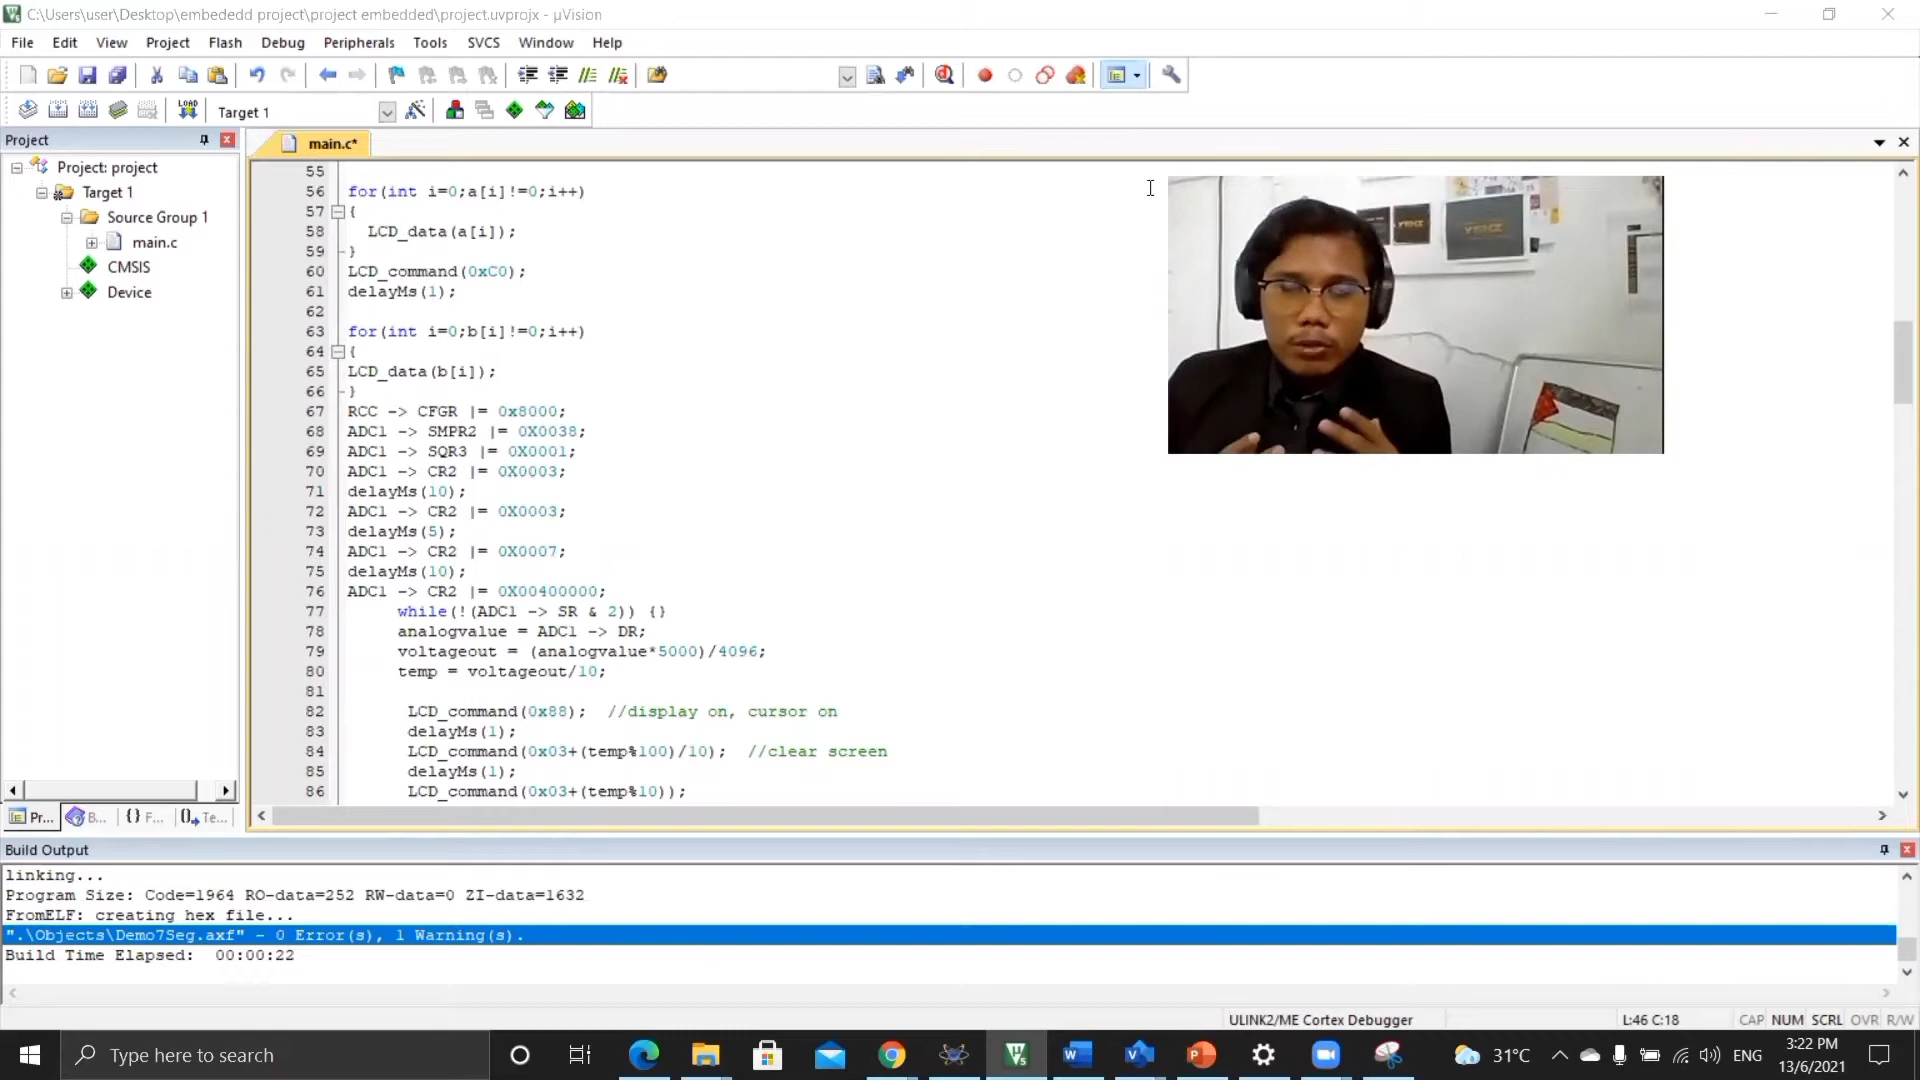 C:\Users\user\Desktop\embededd project\project embedded\project.uvprojx - µVision
File Edit View Project Flash Debug Peripherals Tools SVCS Window Help
LOAD Target 1
Project
main.c*
Project: project
Target 1
Source Group 1
main.c
CMSIS
Device
55
56 for(int i=0;a[i]!=0;i++)
57 {
58 LCD_data(a[i]);
59 }
60 LCD_command(0xC0);
61 delayMs(1);
62
63 for(int i=0;b[i]!=0;i++)
64 {
65 LCD_data(b[i]);
66 }
67 RCC -> CFGR |= 0x8000;
68 ADC1 -> SMPR2 |= 0X0038;
69 ADC1 -> SQR3 |= 0X0001;
70 ADC1 -> CR2 |= 0X0003;
71 delayMs(10);
72 ADC1 -> CR2 |= 0X0003;
73 delayMs(5);
74 ADC1 -> CR2 |= 0X0007;
75 delayMs(10);
76 ADC1 -> CR2 |= 0X00400000;
77 while(!(ADC1 -> SR & 2)) {}
78 analogvalue = ADC1 -> DR;
79 voltageout = (analogvalue*5000)/4096;
80 temp = voltageout/10;
81
82 LCD_command(0x88); //display on, cursor on
83 delayMs(1);
84 LCD_command(0x03+(temp%100)/10); //clear screen
85 delayMs(1);
86 LCD_command(0x03+(temp%10));
Pr... B... {} F... 0→ Te...
Build Output
linking...
Program Size: Code=1964 RO-data=252 RW-data=0 ZI-data=1632
FromELF: creating hex file...
".\Objects\Demo7Seg.axf" - 0 Error(s), 1 Warning(s).
Build Time Elapsed: 00:00:22
ULINK2/ME Cortex Debugger L:46 C:18 CAP NUM SCRL OVR R/W
Type here to search
31°C ENG 3:22 PM
13/6/2021